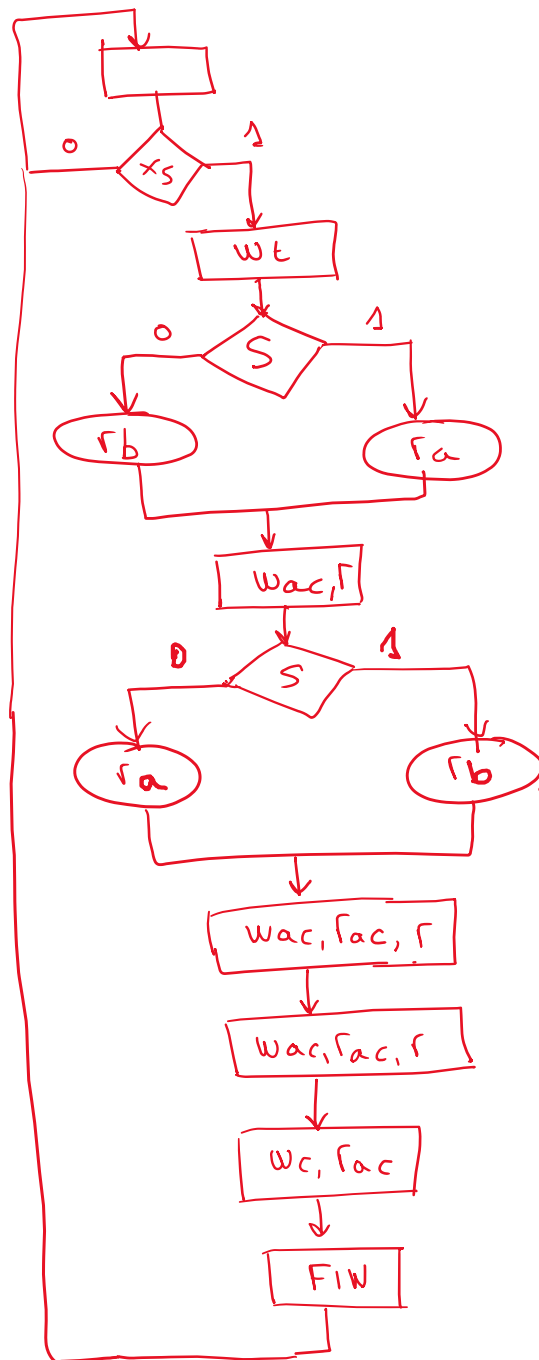 0 1
xs
wt
0 1
S
rb ra
wac, r
0 1
S
ra rb
wac, rac, r
wac, rac, r
wc, rac
FIN